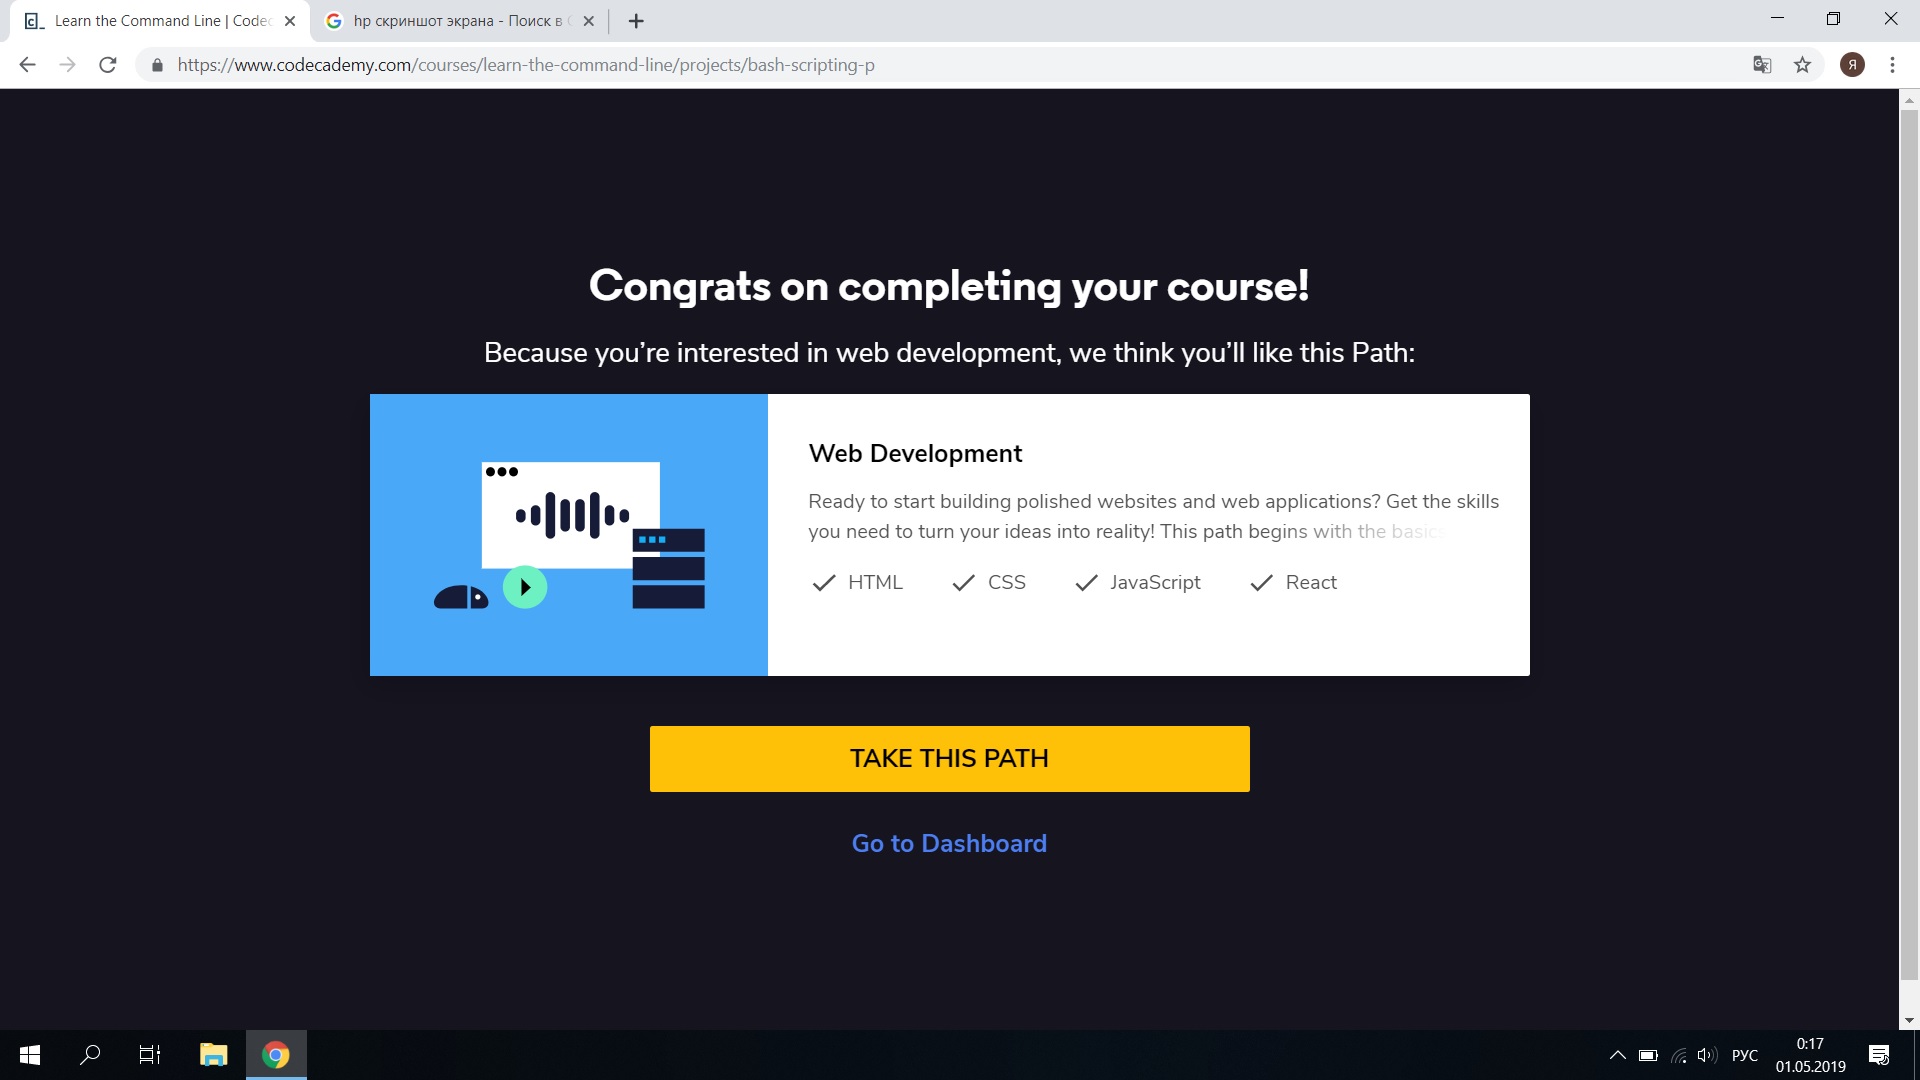 Learn the Command Line | Codec
hp скриншот экрана - Поиск в
https://www.codecademy.com/courses/learn-the-command-line/projects/bash-scripting-p
Я
Congrats on completing your course!
Because you’re interested in web development, we think you’ll like this Path:
Web Development
Ready to start building polished websites and web applications? Get the skills
you need to turn your ideas into reality! This path begins with the basics
HTML CSS JavaScript React
TAKE THIS PATH
Go to Dashboard
РУС
0:17
01.05.2019